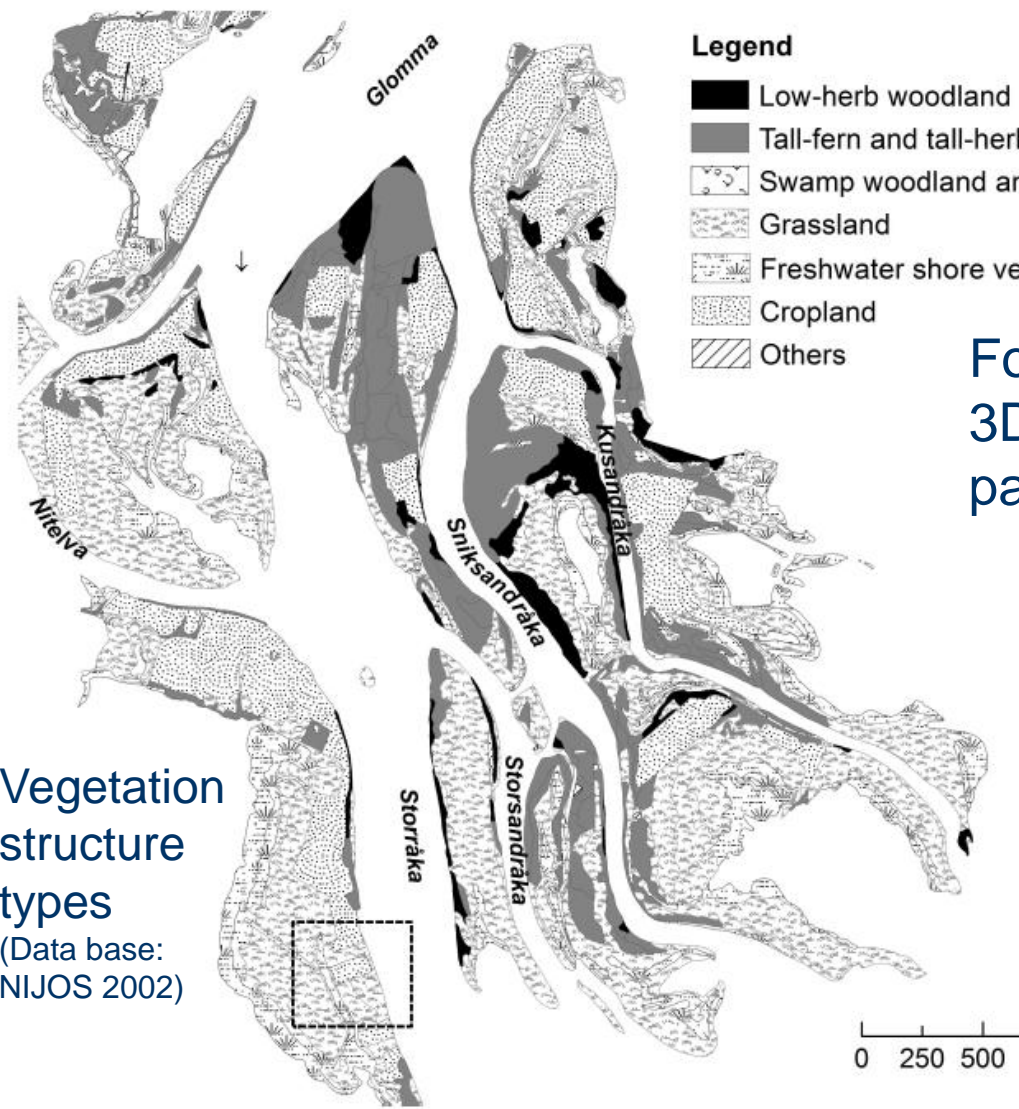 Glomma
Legend
Low-herb woodland
Tall-fern and tall-herb
Swamp woodland an
Grassland
Freshwater shore ve
Cropland
Others
Fo
3D
pa
Nitelva
Kusandråka
Sniksandråka
Storsandråka
Storråka
Vegetation
structure
types
(Data base:
NIJOS 2002)
0 250 500